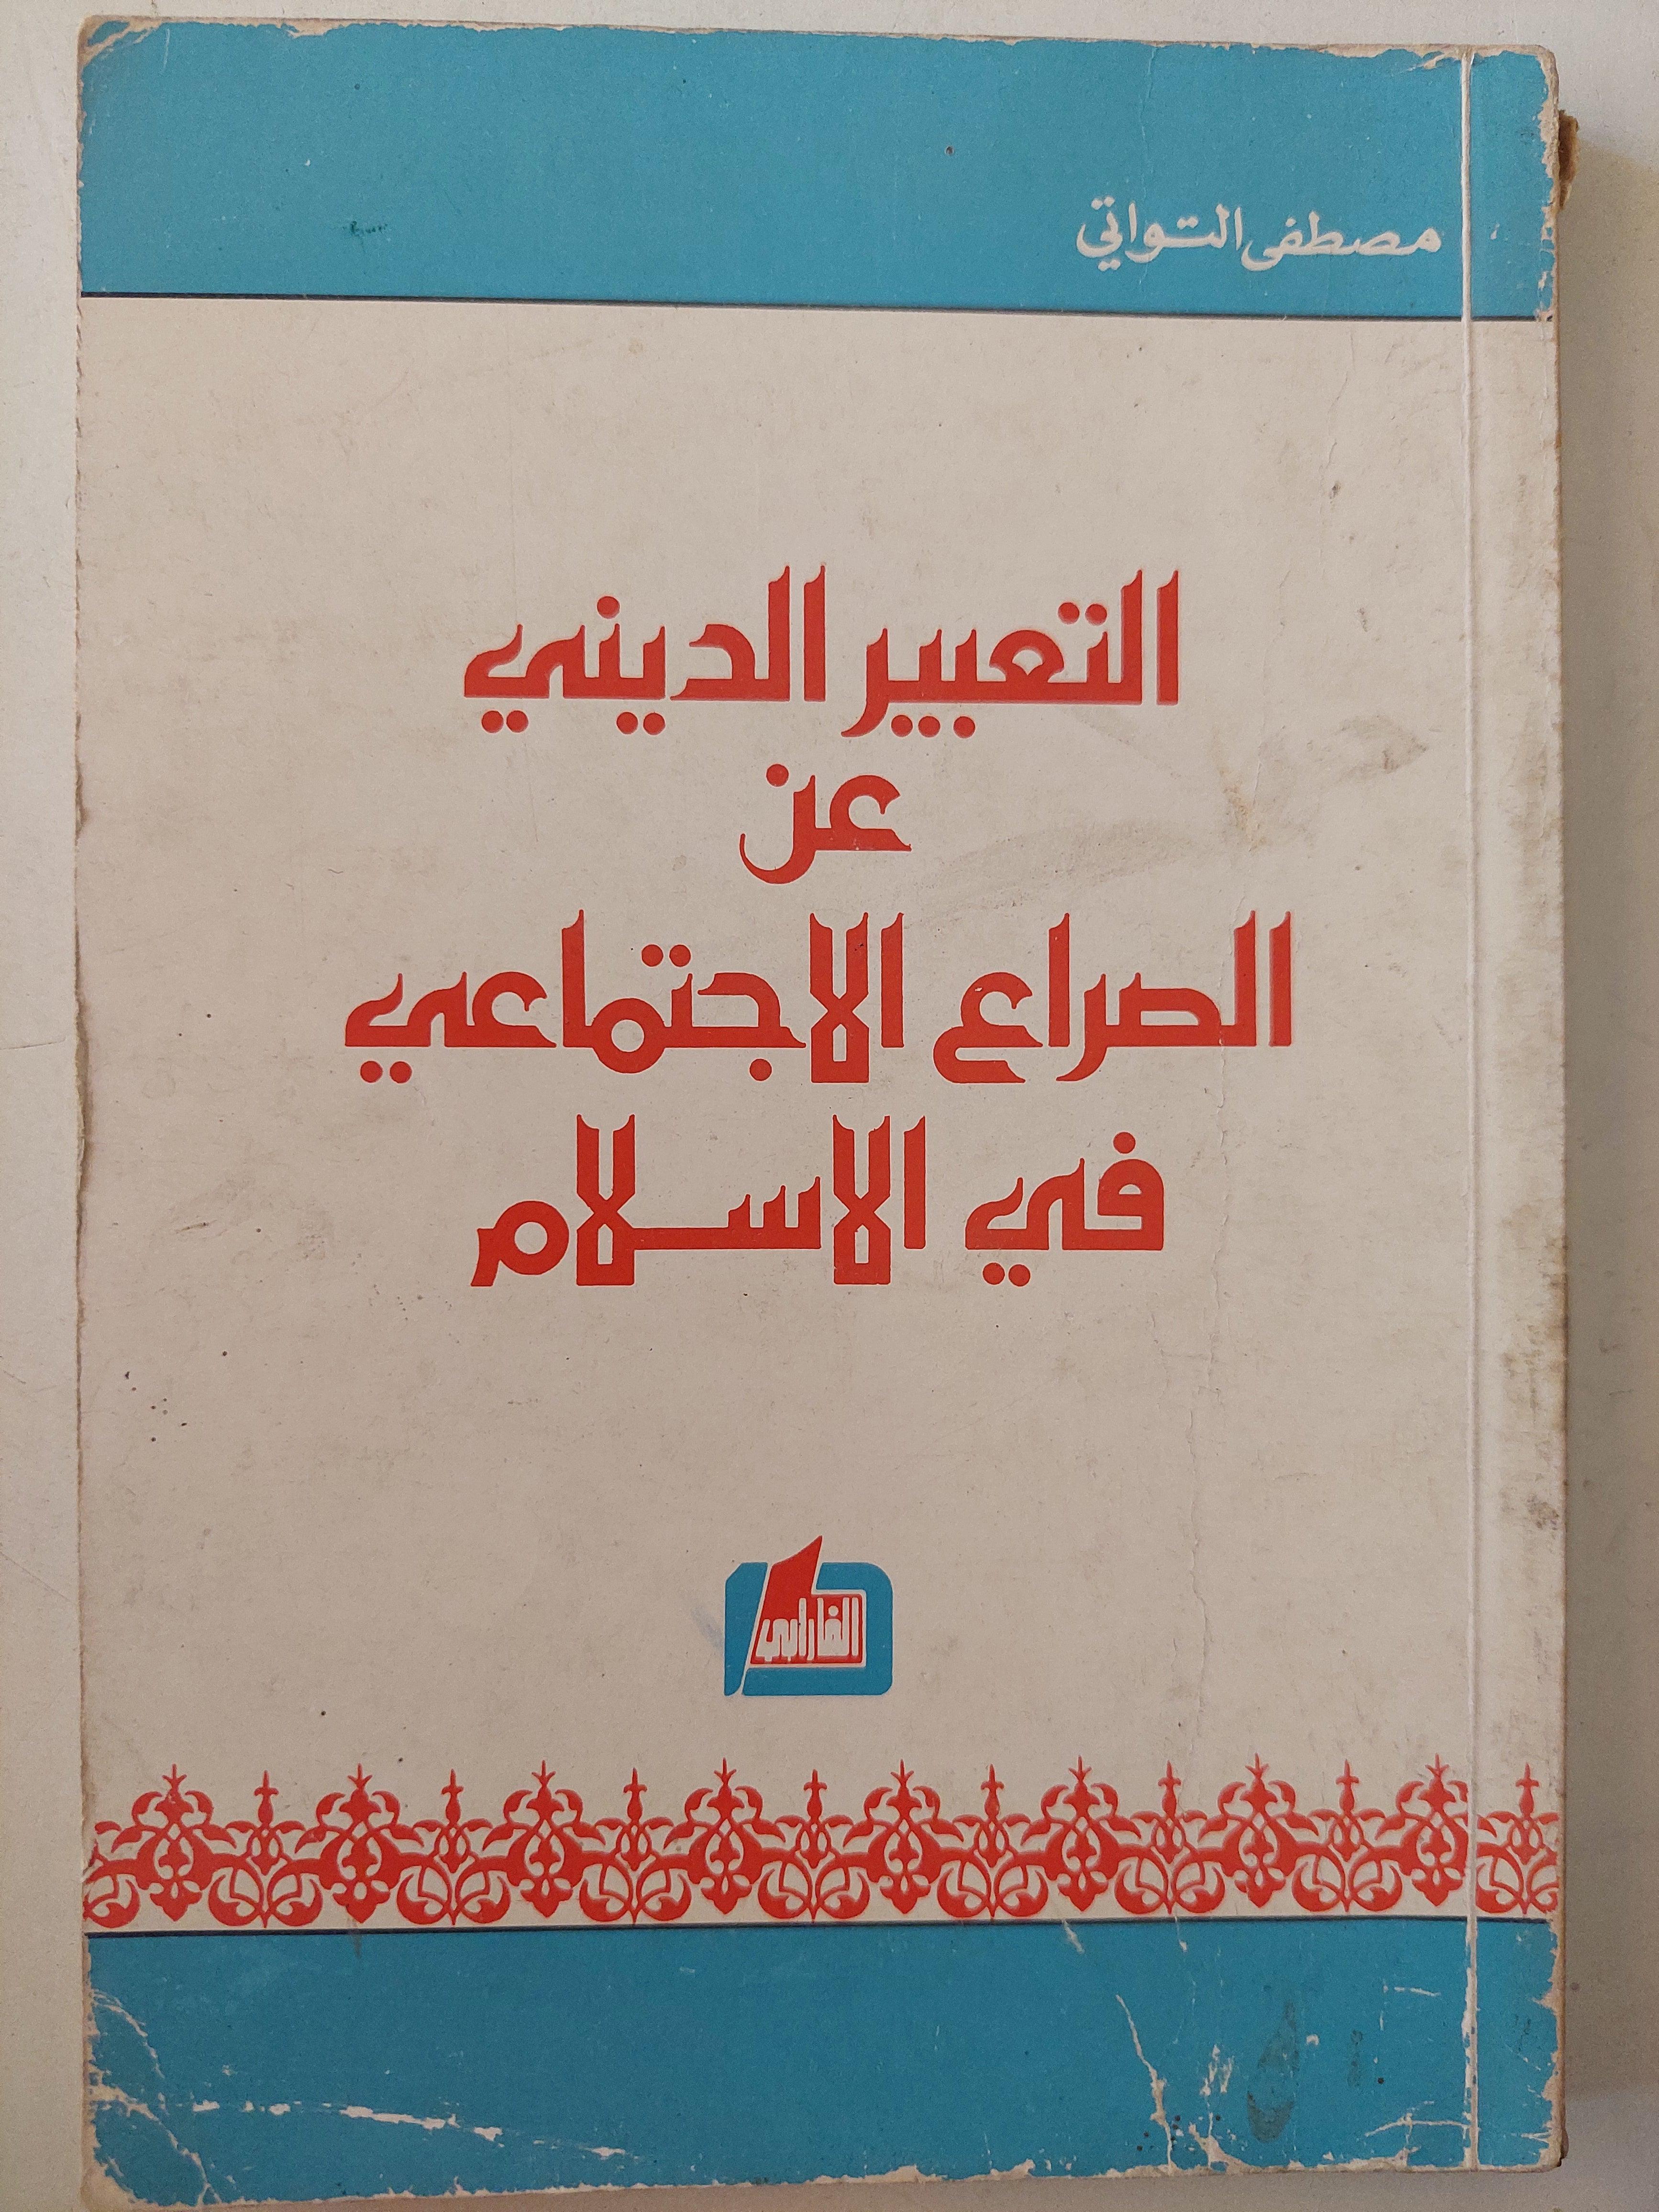 مصطفى التواتي
التعبير الديني
عن
الصراع الاجتماعي
في الاسلام
الفارابي